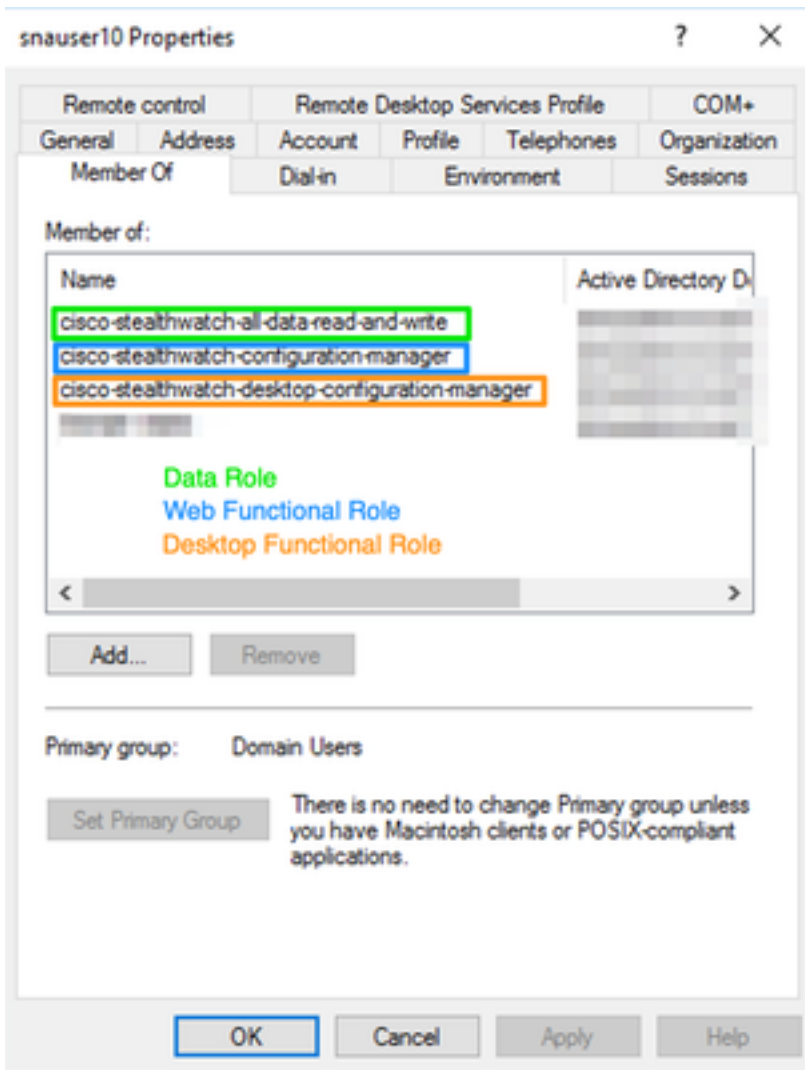 snauser10 Properties ? ×
Remote control Remote Desktop Services Profile COM+
General Address Account Profile Telephones Organization
Member Of Dial-in Environment Sessions
Member of:
Name Active Directory D
cisco-stealthwatch-all-data-read-and-write
cisco-stealthwatch-configuration-manager
cisco-stealthwatch-desktop-configuration-manager
Data Role
Web Functional Role
Desktop Functional Role
Add... Remove
Primary group: Domain Users
Set Primary Group
There is no need to change Primary group unless
you have Macintosh clients or POSIX-compliant
applications.
OK Cancel Apply Help